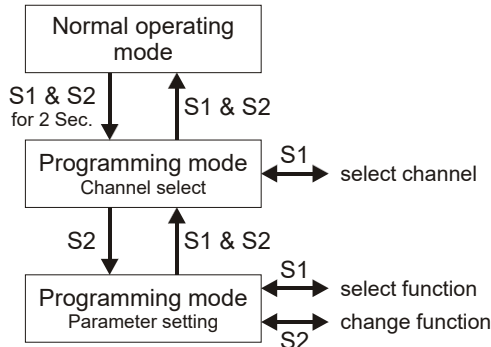 Normal operating
mode
S1 & S2
for 2 Sec.
S1 & S2
Programming mode
Channel select
S1
select channel
S2
S1 & S2
Programming mode
Parameter setting
S1
select function
change function
S2